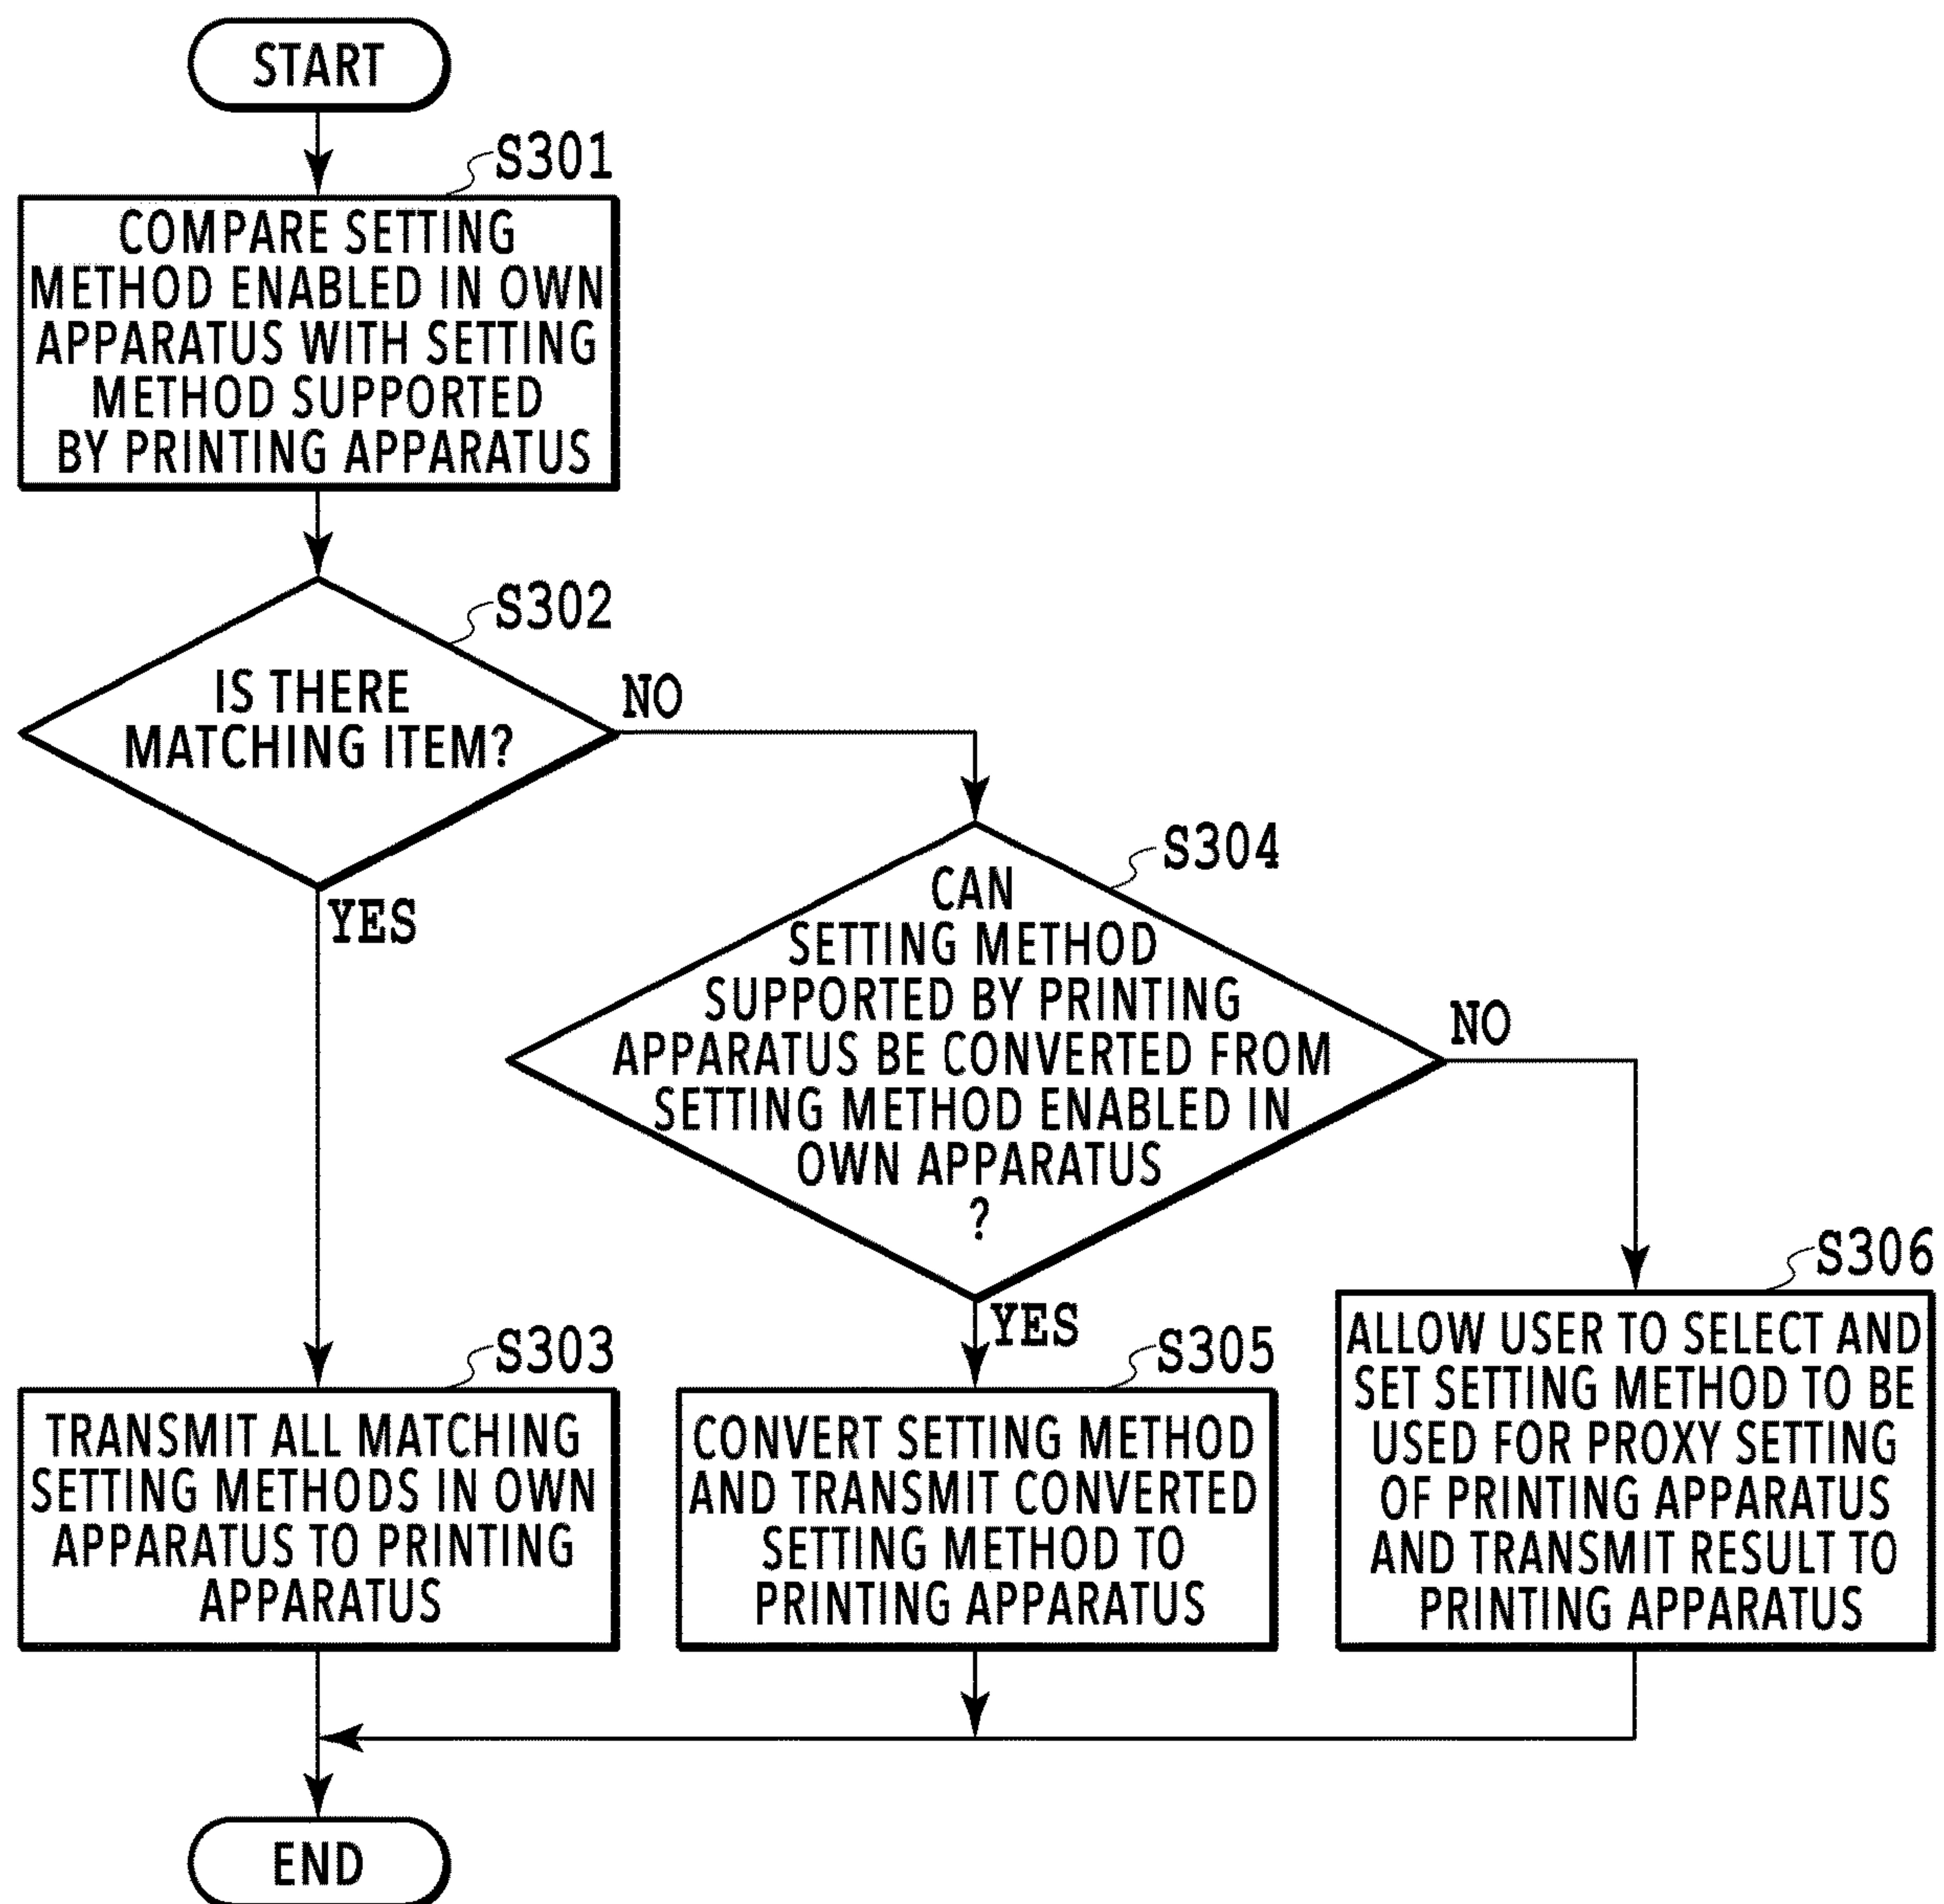 START
S301
COMPARE SETTING
METHOD ENABLED IN OWN
APPARATUS WITH SETTING
METHOD SUPPORTED
BY PRINTING APPARATUS
S302
IS THERE
MATCHING ITEM?
NO
YES
S304
CAN
SETTING METHOD
SUPPORTED BY PRINTING
APPARATUS BE CONVERTED FROM
SETTING METHOD ENABLED IN
OWN APPARATUS
?
NO
YES
S303
TRANSMIT ALL MATCHING
SETTING METHODS IN OWN
APPARATUS TO PRINTING
APPARATUS
S305
CONVERT SETTING METHOD
AND TRANSMIT CONVERTED
SETTING METHOD TO
PRINTING APPARATUS
S306
ALLOW USER TO SELECT AND
SET SETTING METHOD TO BE
USED FOR PROXY SETTING
OF PRINTING APPARATUS
AND TRANSMIT RESULT TO
PRINTING APPARATUS
END